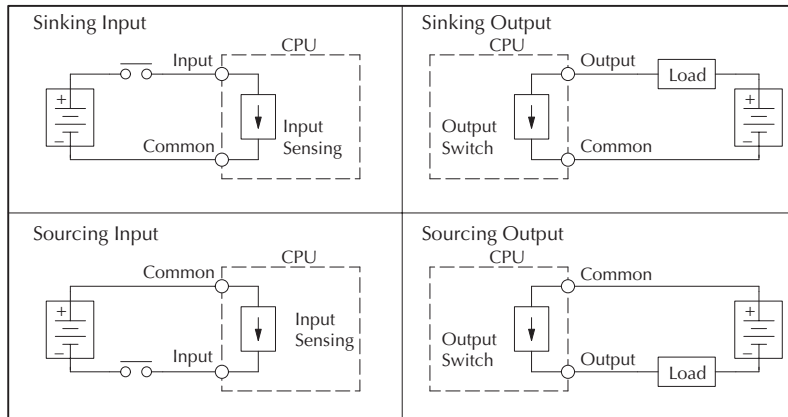 Sinking Input
CPU
Input
+
−
Input
Sensing
Common
Sinking Output
CPU
Output
Load
+
−
Output
Switch
Common
Sourcing Input
CPU
Common
+
−
Input
Sensing
Input
Sourcing Output
CPU
Common
+
−
Output
Switch
Output
Load